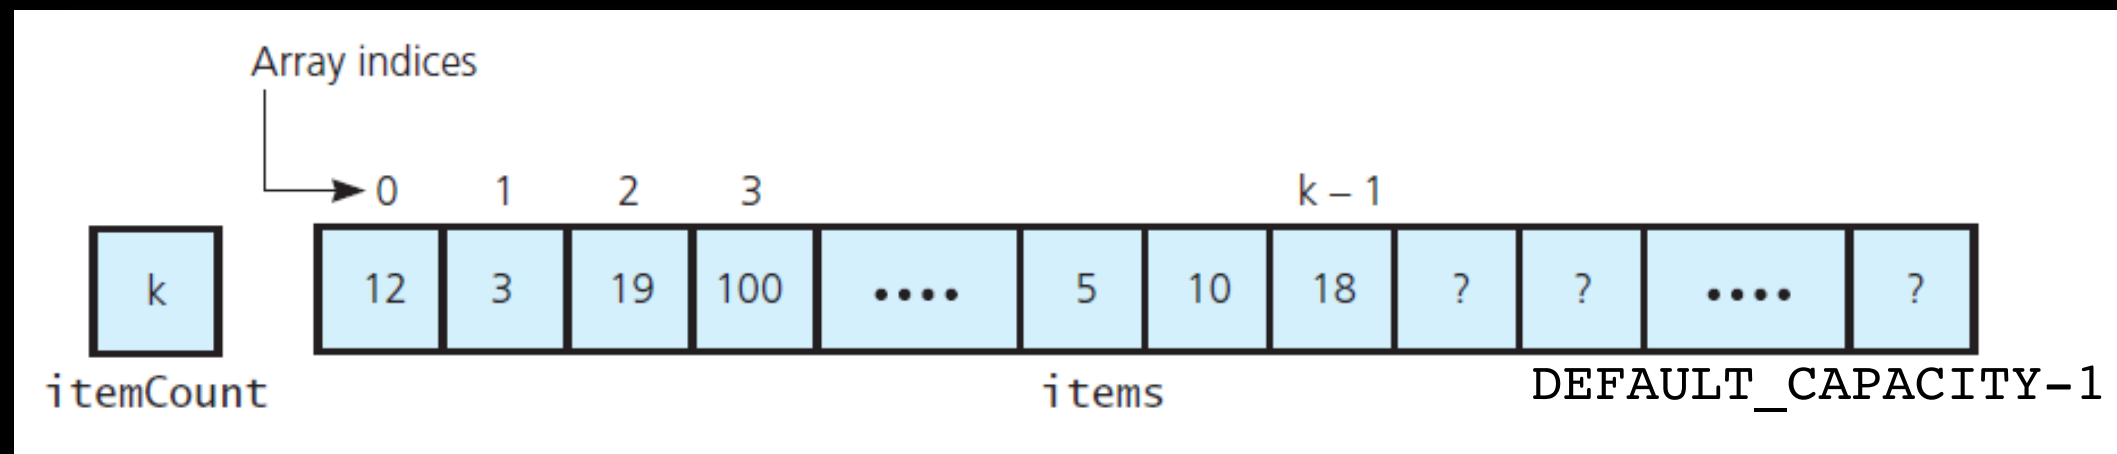 Array indices
0 1 2 3 k – 1
k 12 3 19 100 •••• 5 10 18 ? ? •••• ?
itemCount items DEFAULT_CAPACITY-1